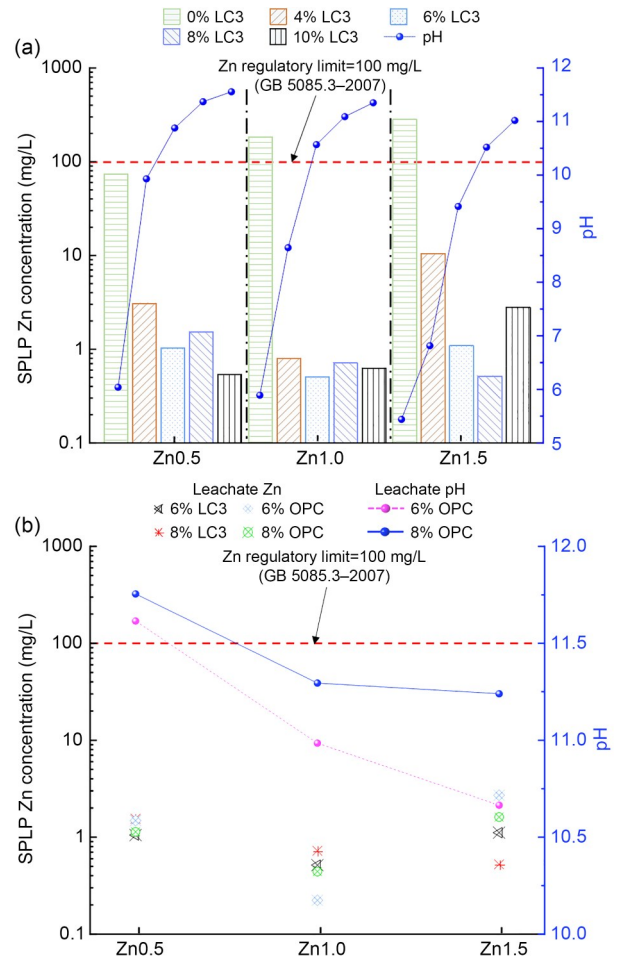 0% LC3 4% LC3 6% LC3
8% LC3 10% LC3 pH
(a)
Zn regulatory limit=100 mg/L
(GB 5085.3–2007)
SPLP Zn concentration (mg/L)
1000
100
10
1
0.1
12
11
10
9
8
7
6
5
pH
Zn0.5 Zn1.0 Zn1.5
Leachate Zn Leachate pH
6% LC3 6% OPC 6% OPC
8% LC3 8% OPC 8% OPC
(b)
Zn regulatory limit=100 mg/L
(GB 5085.3–2007)
SPLP Zn concentration (mg/L)
1000
100
10
1
0.1
12.0
11.5
11.0
10.5
10.0
pH
Zn0.5 Zn1.0 Zn1.5